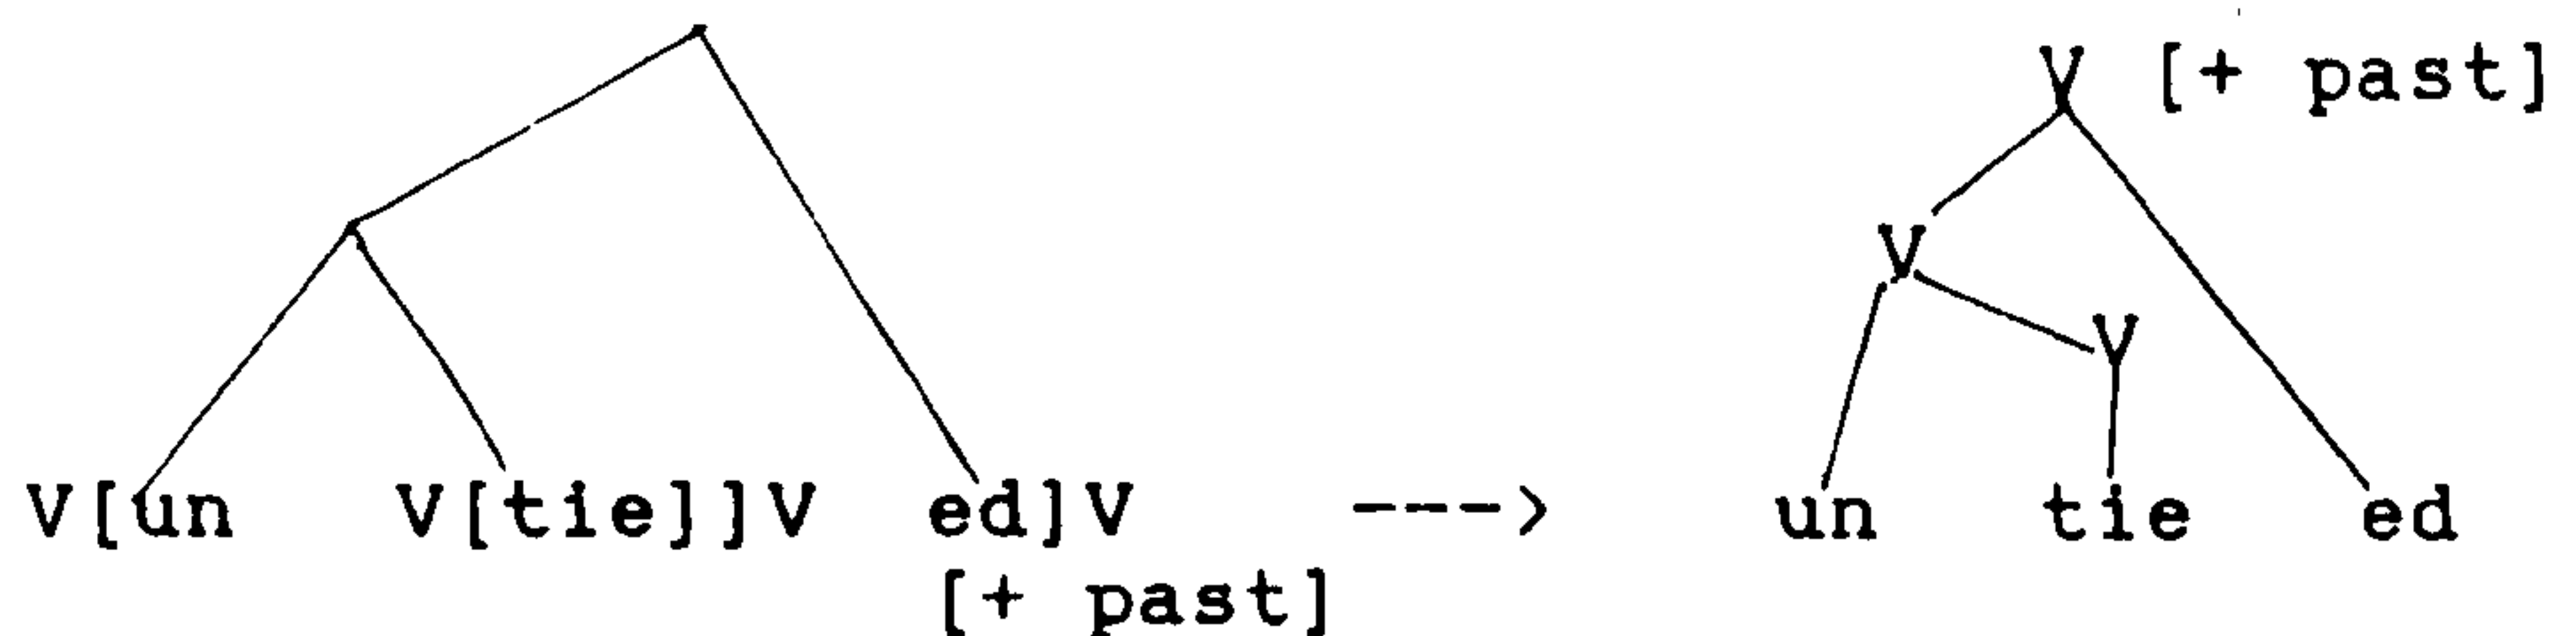 V [+ past]
V
V
V[un V[tie]]V ed]V ---> un tie ed
[+ past]